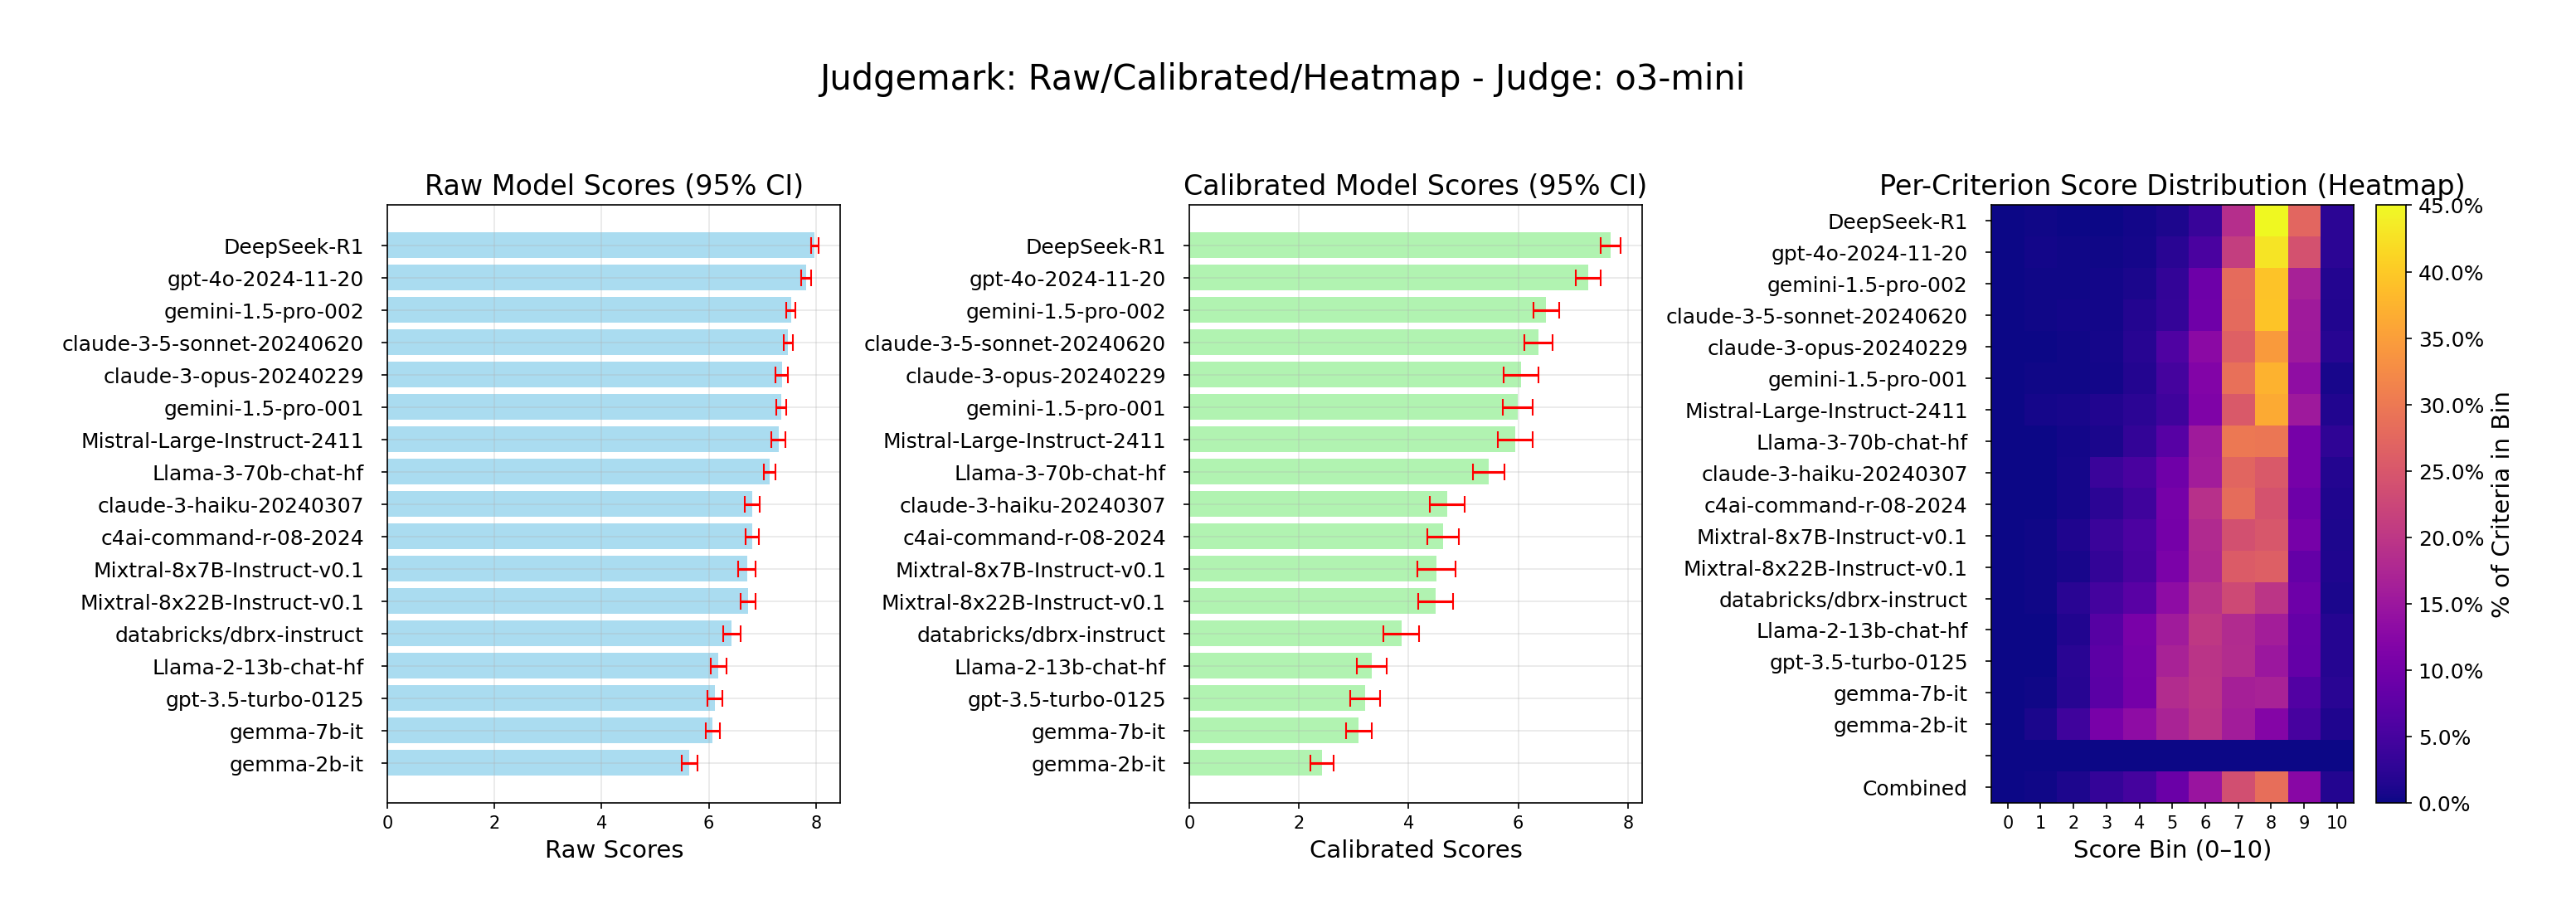 Judgemark: Raw/Calibrated/Heatmap - Judge: o3-mini
Raw Model Scores (95% CI)
DeepSeek-R1
gpt-4o-2024-11-20
gemini-1.5-pro-002
claude-3-5-sonnet-20240620
claude-3-opus-20240229
gemini-1.5-pro-001
Mistral-Large-Instruct-2411
Llama-3-70b-chat-hf
claude-3-haiku-20240307
c4ai-command-r-08-2024
Mixtral-8x7B-Instruct-v0.1
Mixtral-8x22B-Instruct-v0.1
databricks/dbrx-instruct
Llama-2-13b-chat-hf
gpt-3.5-turbo-0125
gemma-7b-it
gemma-2b-it
0 2 4 6 8
Raw Scores
Calibrated Model Scores (95% CI)
DeepSeek-R1
gpt-4o-2024-11-20
gemini-1.5-pro-002
claude-3-5-sonnet-20240620
claude-3-opus-20240229
gemini-1.5-pro-001
Mistral-Large-Instruct-2411
Llama-3-70b-chat-hf
claude-3-haiku-20240307
c4ai-command-r-08-2024
Mixtral-8x7B-Instruct-v0.1
Mixtral-8x22B-Instruct-v0.1
databricks/dbrx-instruct
Llama-2-13b-chat-hf
gpt-3.5-turbo-0125
gemma-7b-it
gemma-2b-it
0 2 4 6 8
Calibrated Scores
Per-Criterion Score Distribution (Heatmap)
DeepSeek-R1
gpt-4o-2024-11-20
gemini-1.5-pro-002
claude-3-5-sonnet-20240620
claude-3-opus-20240229
gemini-1.5-pro-001
Mistral-Large-Instruct-2411
Llama-3-70b-chat-hf
claude-3-haiku-20240307
c4ai-command-r-08-2024
Mixtral-8x7B-Instruct-v0.1
Mixtral-8x22B-Instruct-v0.1
databricks/dbrx-instruct
Llama-2-13b-chat-hf
gpt-3.5-turbo-0125
gemma-7b-it
gemma-2b-it
Combined
0 1 2 3 4 5 6 7 8 9 10
Score Bin (0–10)
45.0%
40.0%
35.0%
30.0%
25.0%
20.0%
15.0%
10.0%
5.0%
0.0%
% of Criteria in Bin